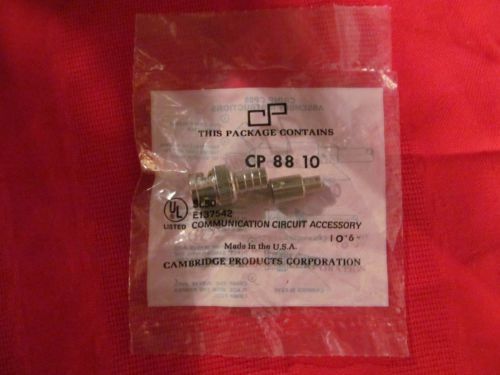 CP
THIS PACKAGE CONTAINS
CP 88 10
UL
LISTED
E137542
COMMUNICATION CIRCUIT ACCESSORY
Made in the U.S.A.
CAMBRIDGE PRODUCTS CORPORATION